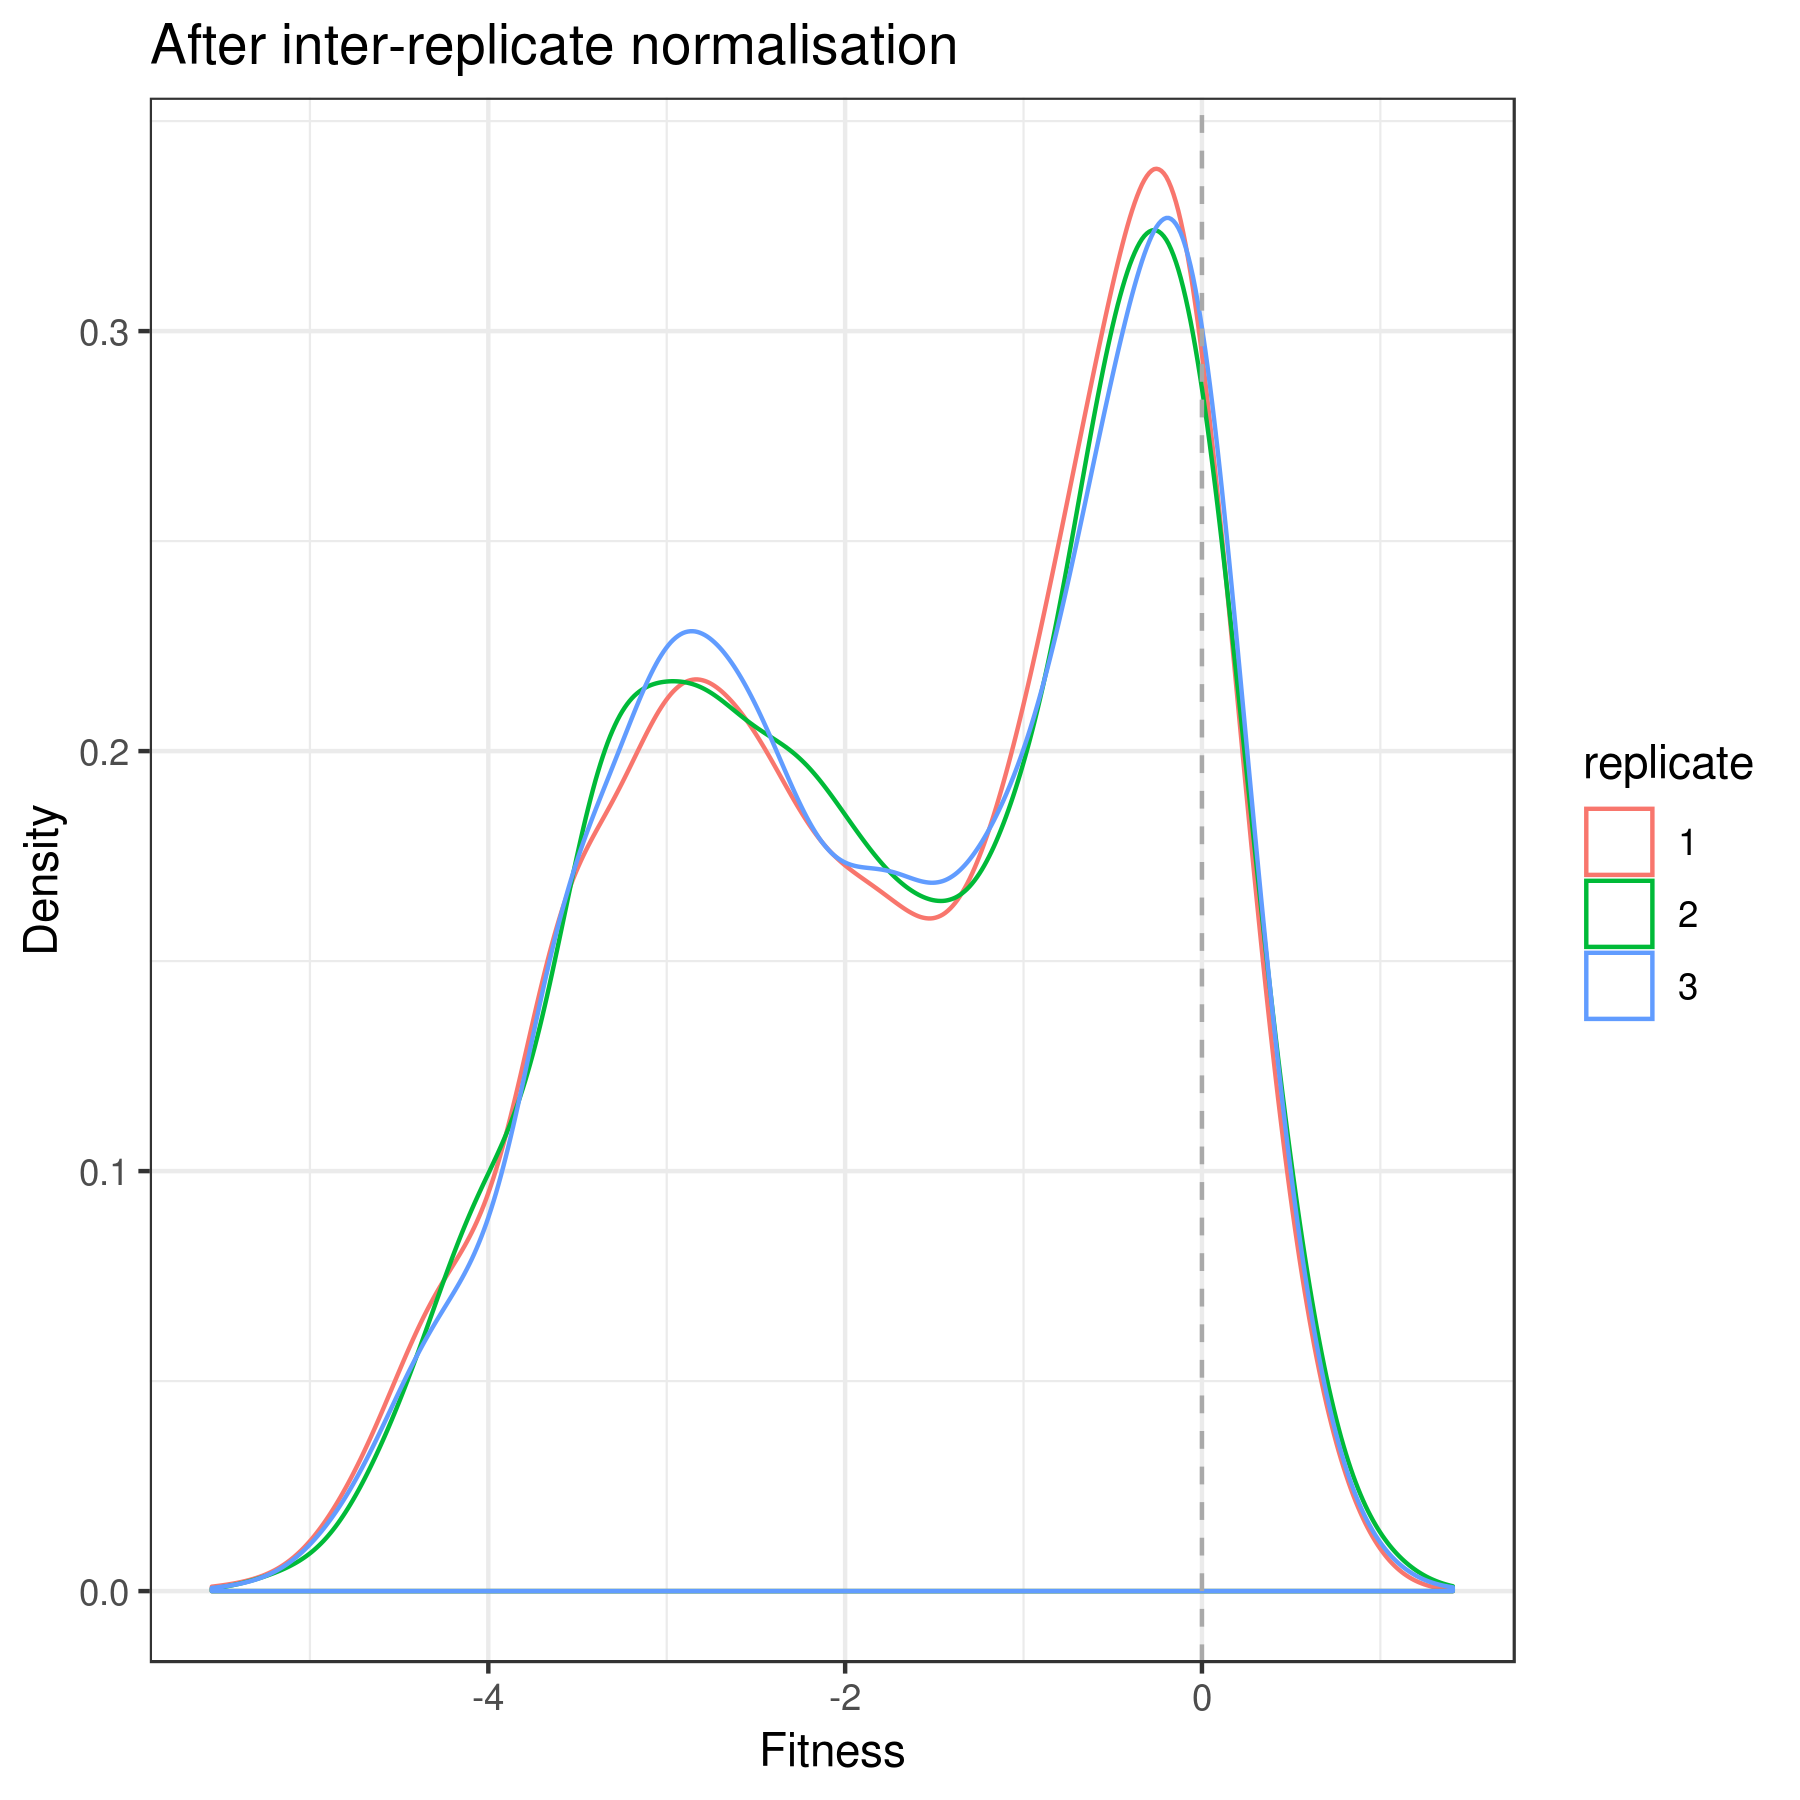 After inter-replicate normalisation
Density
0.3
0.2
0.1
0.0
-4
-2
0
Fitness
replicate
1
2
3